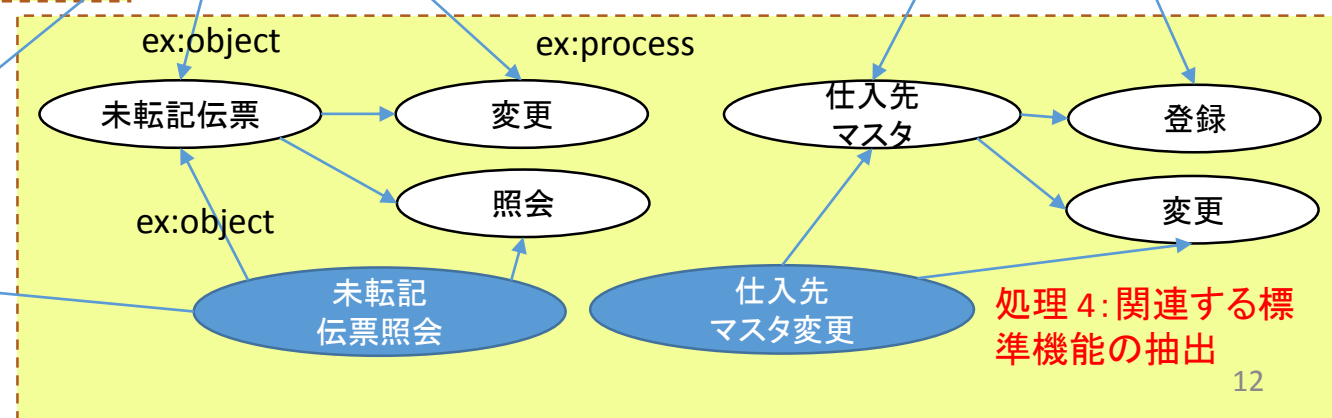 ex:object
ex:process
未転記伝票
変更
仕入先
マスタ
登録
照会
変更
ex:object
未転記
伝票照会
仕入先
マスタ変更
処理 4:関連する標
準機能の抽出
12